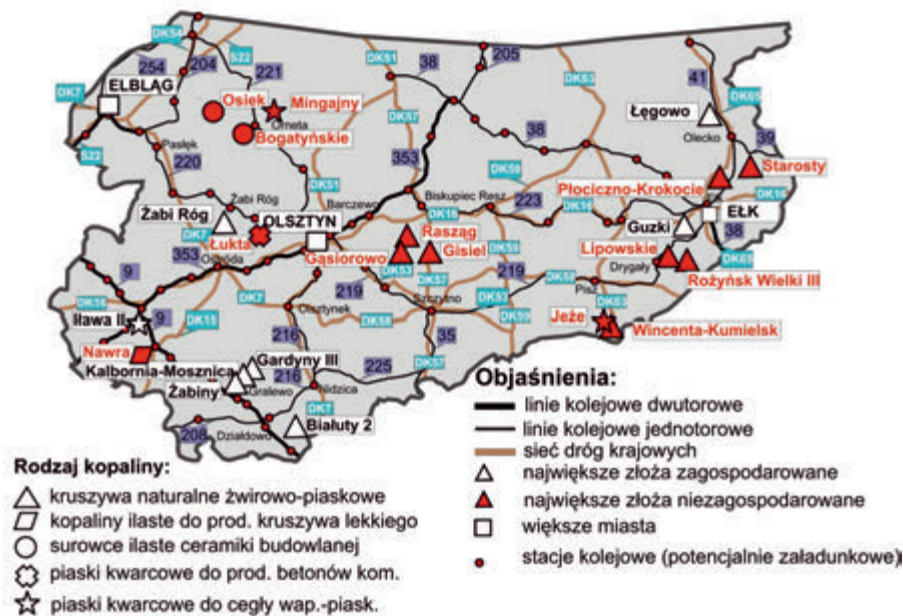 DK54
S22
DK51
205
254
204
221
38
DK53
41
DK7
ELBLĄG
Osiek
Mingajny
DK57
Łęgowo
DK65
Orneta
Bogatyńskie
38
Olecko
39
S22
Pasłęk
353
Starosty
220
DK59
Płociczno-Krokocie
DK51
Biskupiec Resz.
223
DK16
Żabi Róg
Barczewo
DK16
DK16
EŁK
Żabi Róg
OLSZTYN
Rasząg
Guzki
38
DK7
Łukta
Gisiel
DK59
Lipowskie
353
Ostróda
Gąsiorowo
DK53
Drygały
DK65
9
DK57
219
DK58
Rożyńsk Wielki III
219
Pisz
DK16
DK7
Olsztynek
Szczytno
DK53
DK63
Iława II
9
DK15
DK58
DK59
Jeże
Wincenta-Kumielsk
216
35
Nawra
Gardyny III
225
DK57
Kalbornia-Mosznica
216
Żabiny
Gralewo
Nidzica
DK7
Białuty 2
208
Działdowo
Objaśnienia:
linie kolejowe dwutorowe
linie kolejowe jednotorowe
sieć dróg krajowych
największe złoża zagospodarowane
największe złoża niezagospodarowane
większe miasta
stacje kolejowe (potencjalnie załadunkowe)
Rodzaj kopaliny:
kruszywa naturalne żwirowo-piaskowe
kopaliny ilaste do prod. kruszywa lekkiego
surowce ilaste ceramiki budowlanej
piaski kwarcowe do prod. betonów kom.
piaski kwarcowe do cegły wap.-piask.